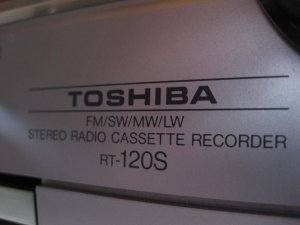 TOSHIBA
FM/SW/MW/LW
STEREO RADIO CASSETTE RECORDER
RT-120S